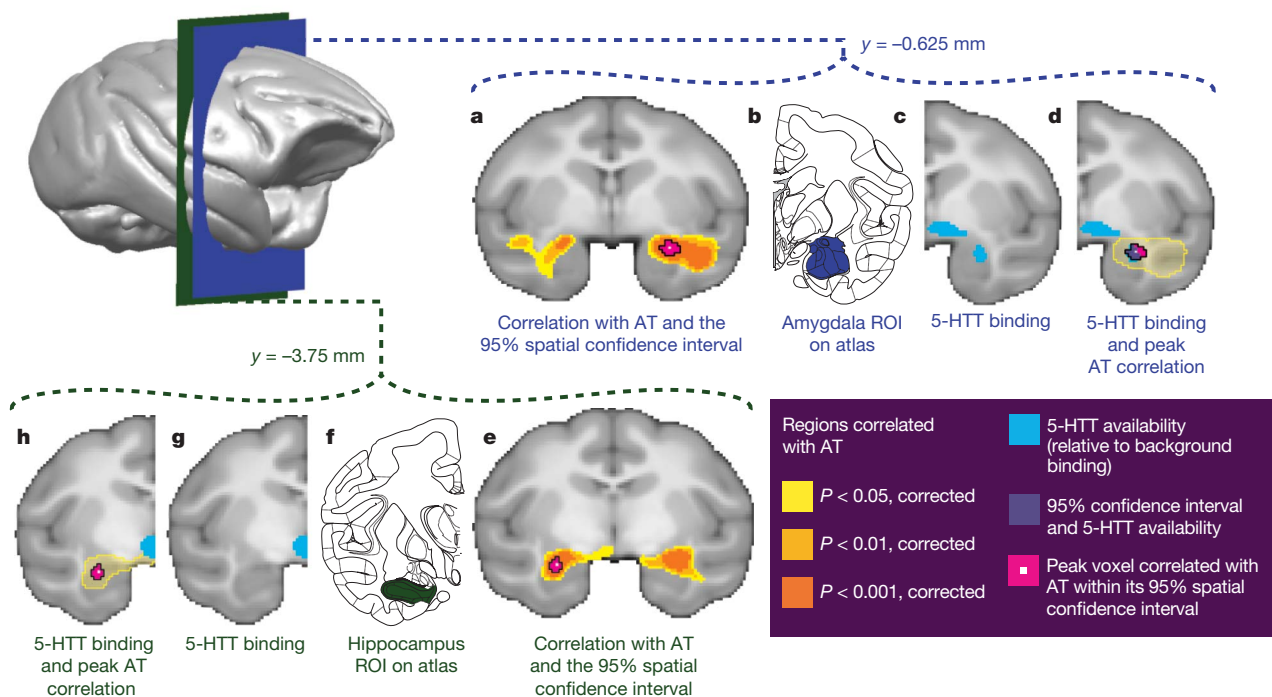 y = –0.625 mm
a
b
c
d
Correlation with AT and the
95% spatial confidence interval
Amygdala ROI
on atlas
5-HTT binding
5-HTT binding
and peak
AT correlation
y = –3.75 mm
h
g
f
e
5-HTT binding
and peak AT
correlation
5-HTT binding
Hippocampus
ROI on atlas
Correlation with AT
and the 95% spatial
confidence interval
Regions correlated
with AT
P < 0.05, corrected
P < 0.01, corrected
P < 0.001, corrected
5-HTT availability
(relative to background
binding)
95% confidence interval
and 5-HTT availability
Peak voxel correlated with
AT within its 95% spatial
confidence interval